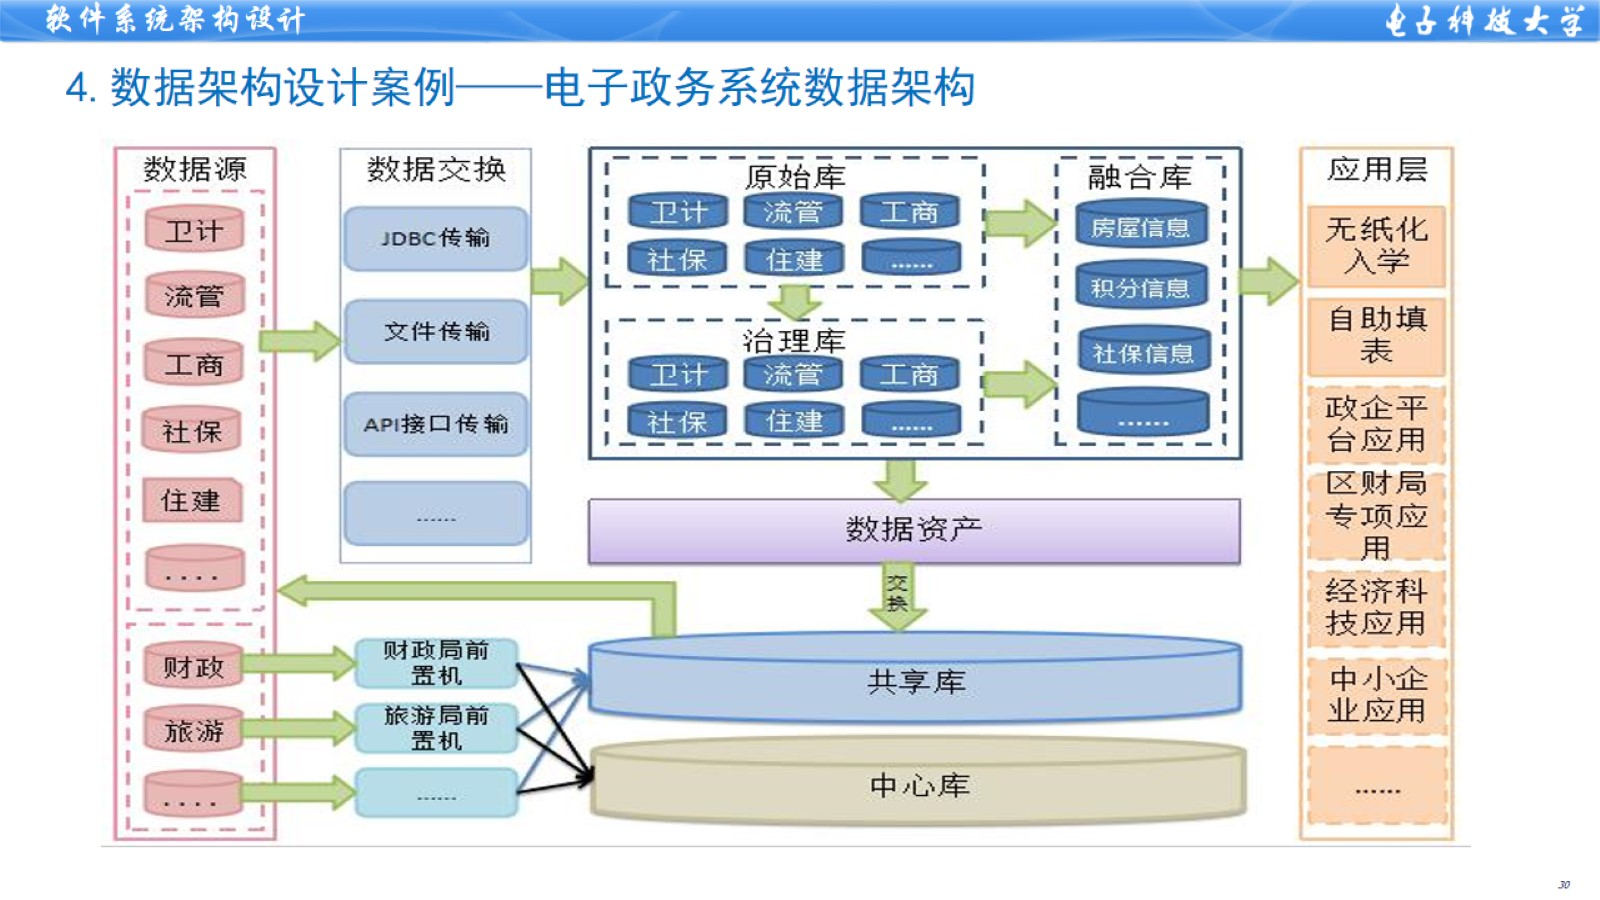 软件系统架构设计
电子科技大学
4. 数据架构设计案例——电子政务系统数据架构
数据源
卫计
流管
工商
社保
住建
....
财政
旅游
....
数据交换
JDBC传输
文件传输
API接口传输
......
财政局前
置机
旅游局前
置机
......
原始库
卫计
流管
工商
社保
住建
......
治理库
卫计
流管
工商
社保
住建
......
融合库
房屋信息
积分信息
社保信息
......
数据资产
交
换
共享库
中心库
应用层
无纸化
入学
自助填
表
政企平
台应用
区财局
专项应
用
经济科
技应用
中小企
业应用
......
30